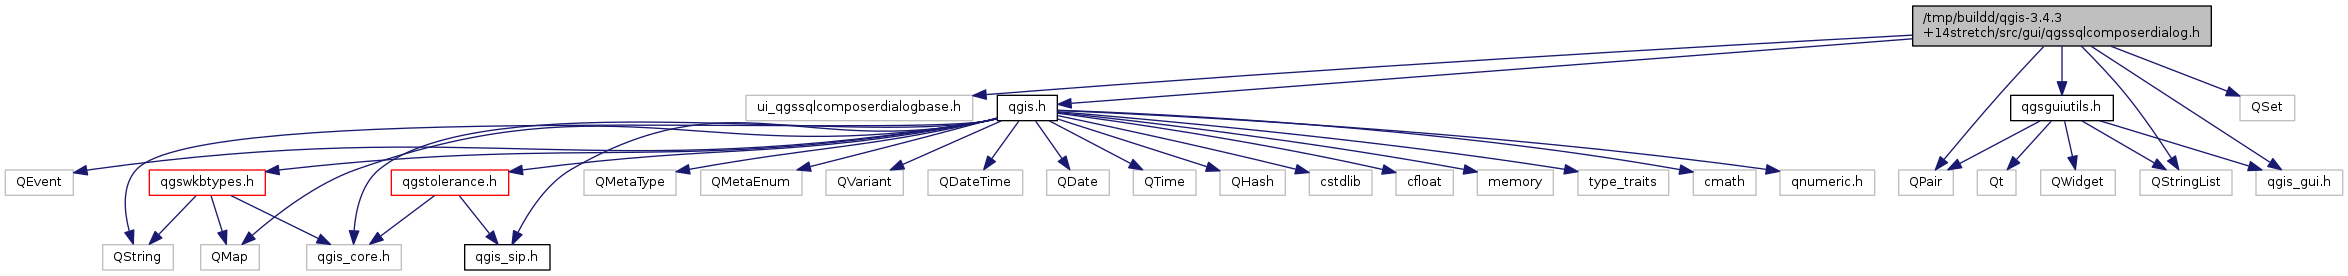 /tmp/buildd/qgis-3.4.3
+14stretch/src/gui/qgssqlcomposerdialog.h
ui_qgssqlcomposerdialogbase.h
qgis.h
qgsguiutils.h
QSet
QEvent
qgswkbtypes.h
qgstolerance.h
QMetaType
QMetaEnum
QVariant
QDateTime
QDate
QTime
QHash
cstdlib
cfloat
memory
type_traits
cmath
qnumeric.h
QPair
Qt
QWidget
QStringList
qgis_gui.h
QString
QMap
qgis_core.h
qgis_sip.h